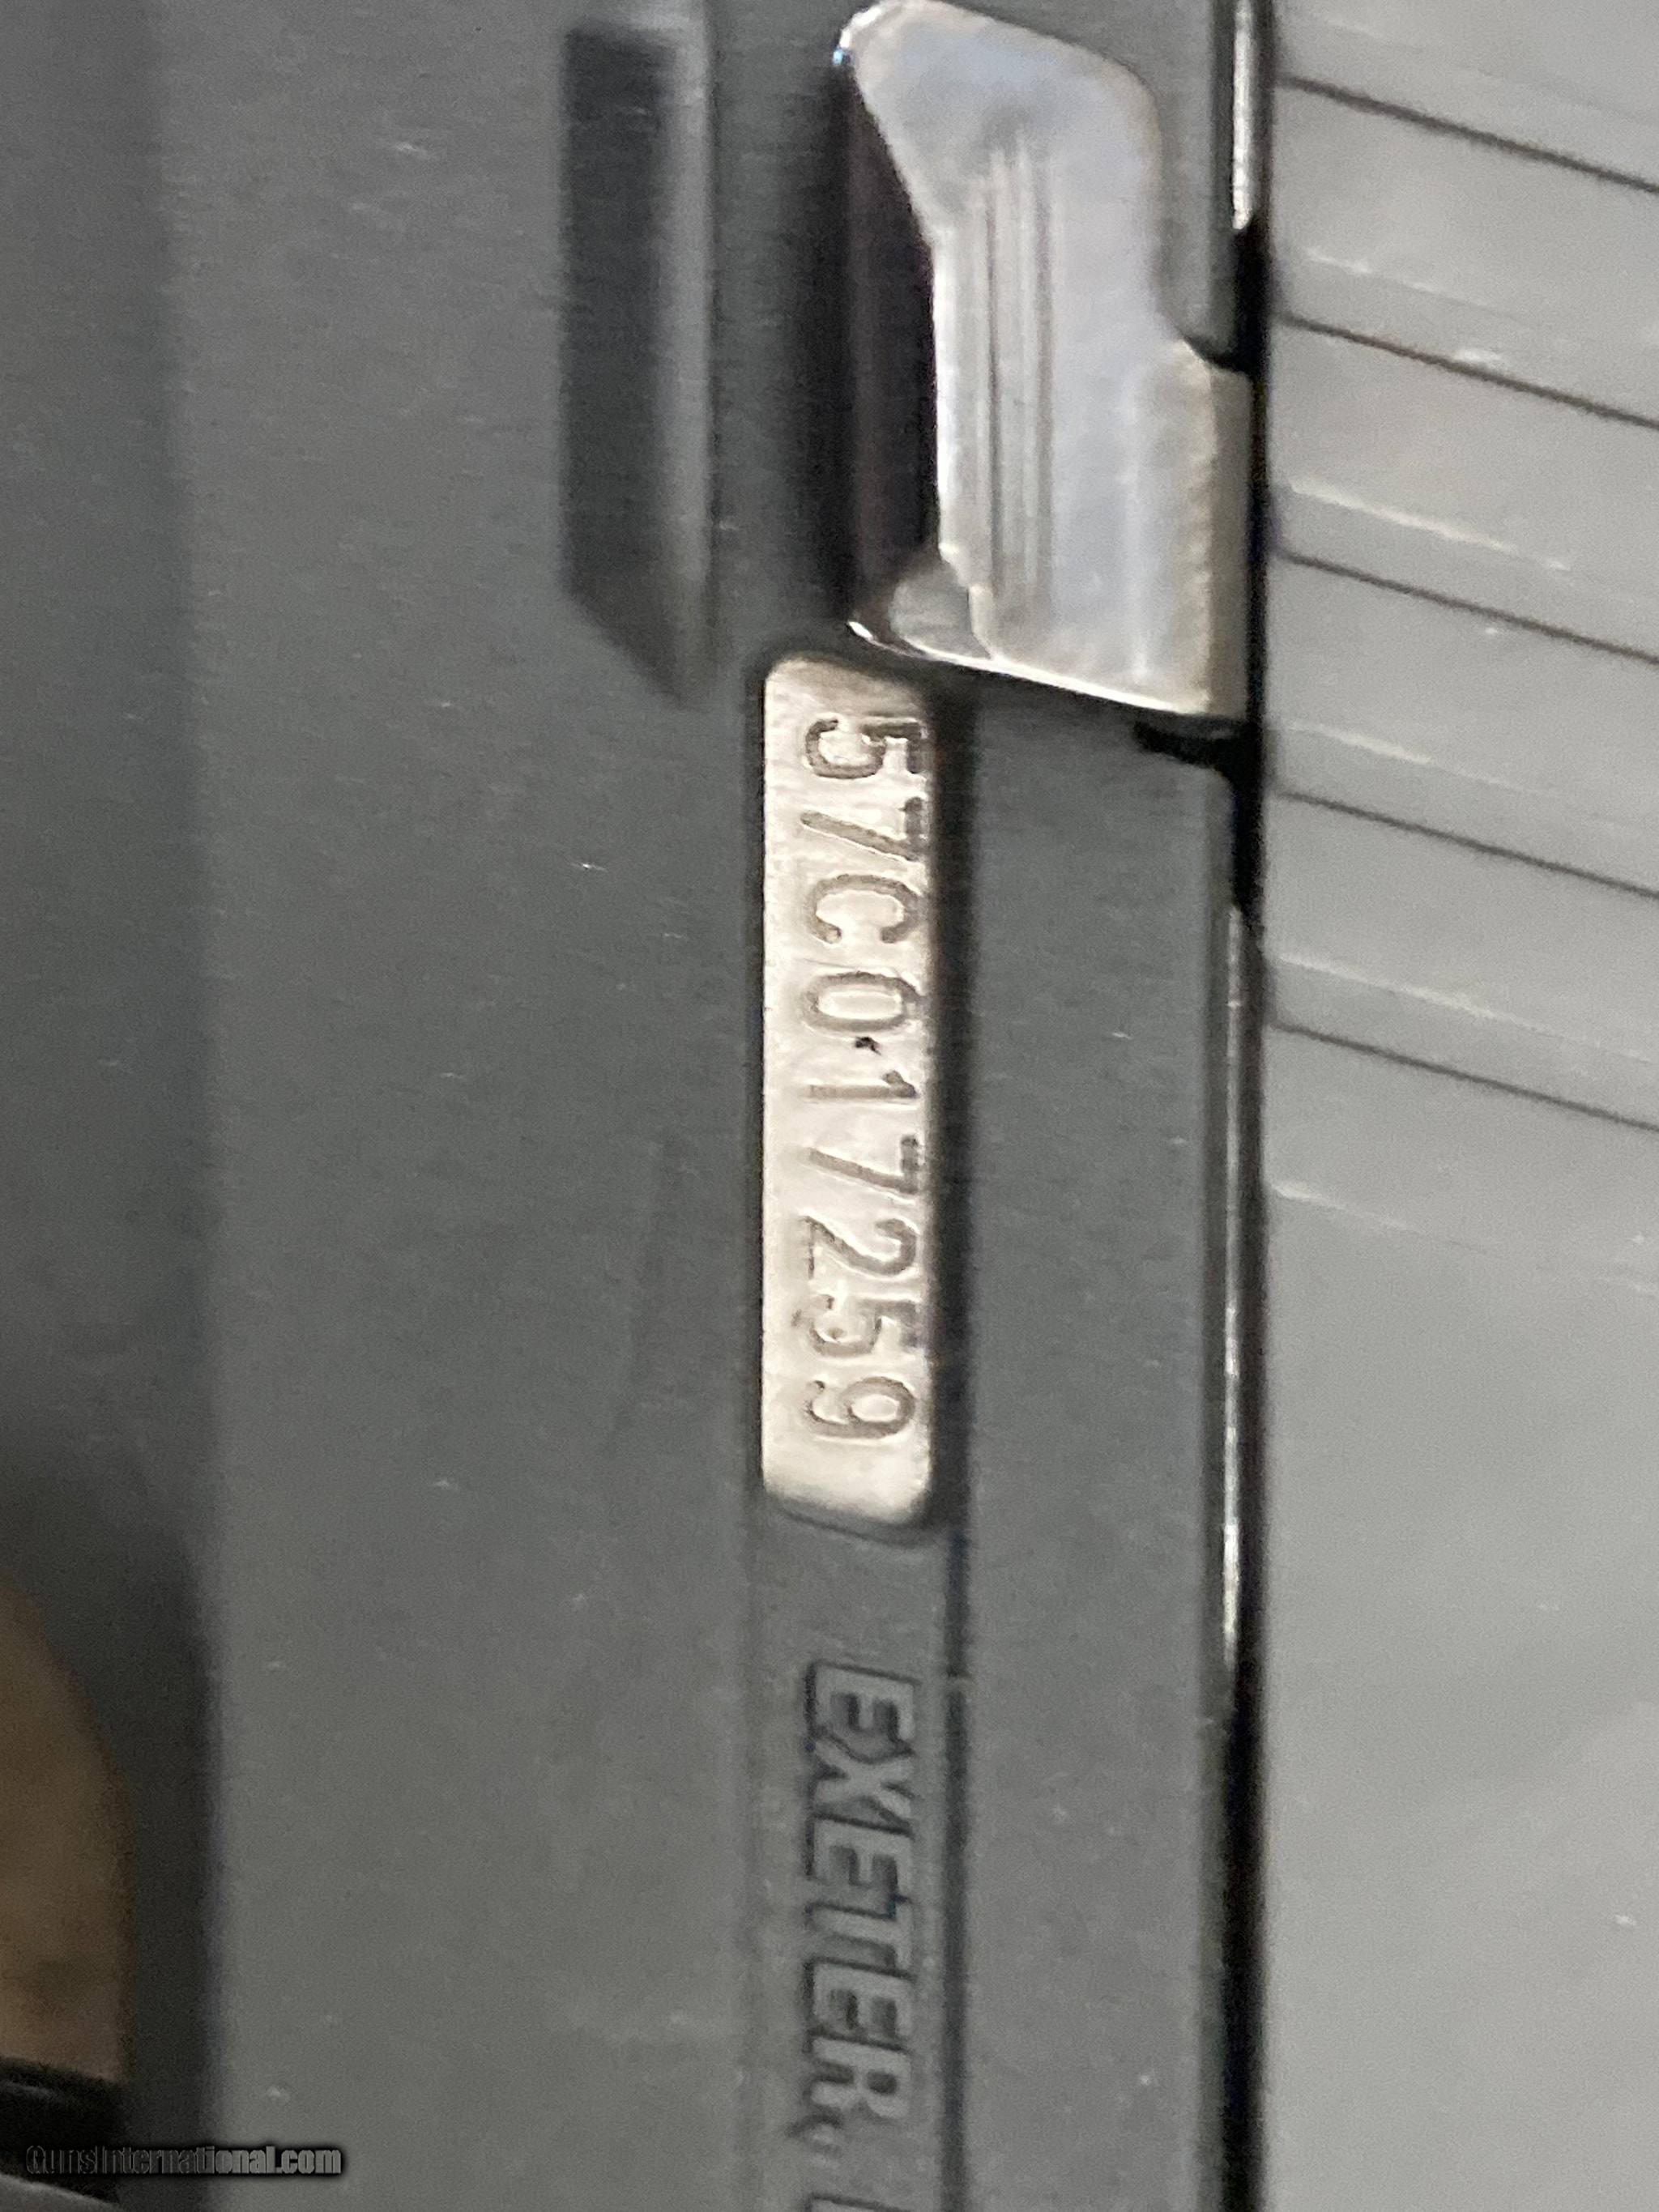 57C017259
EXETER,
GunsInternational.com